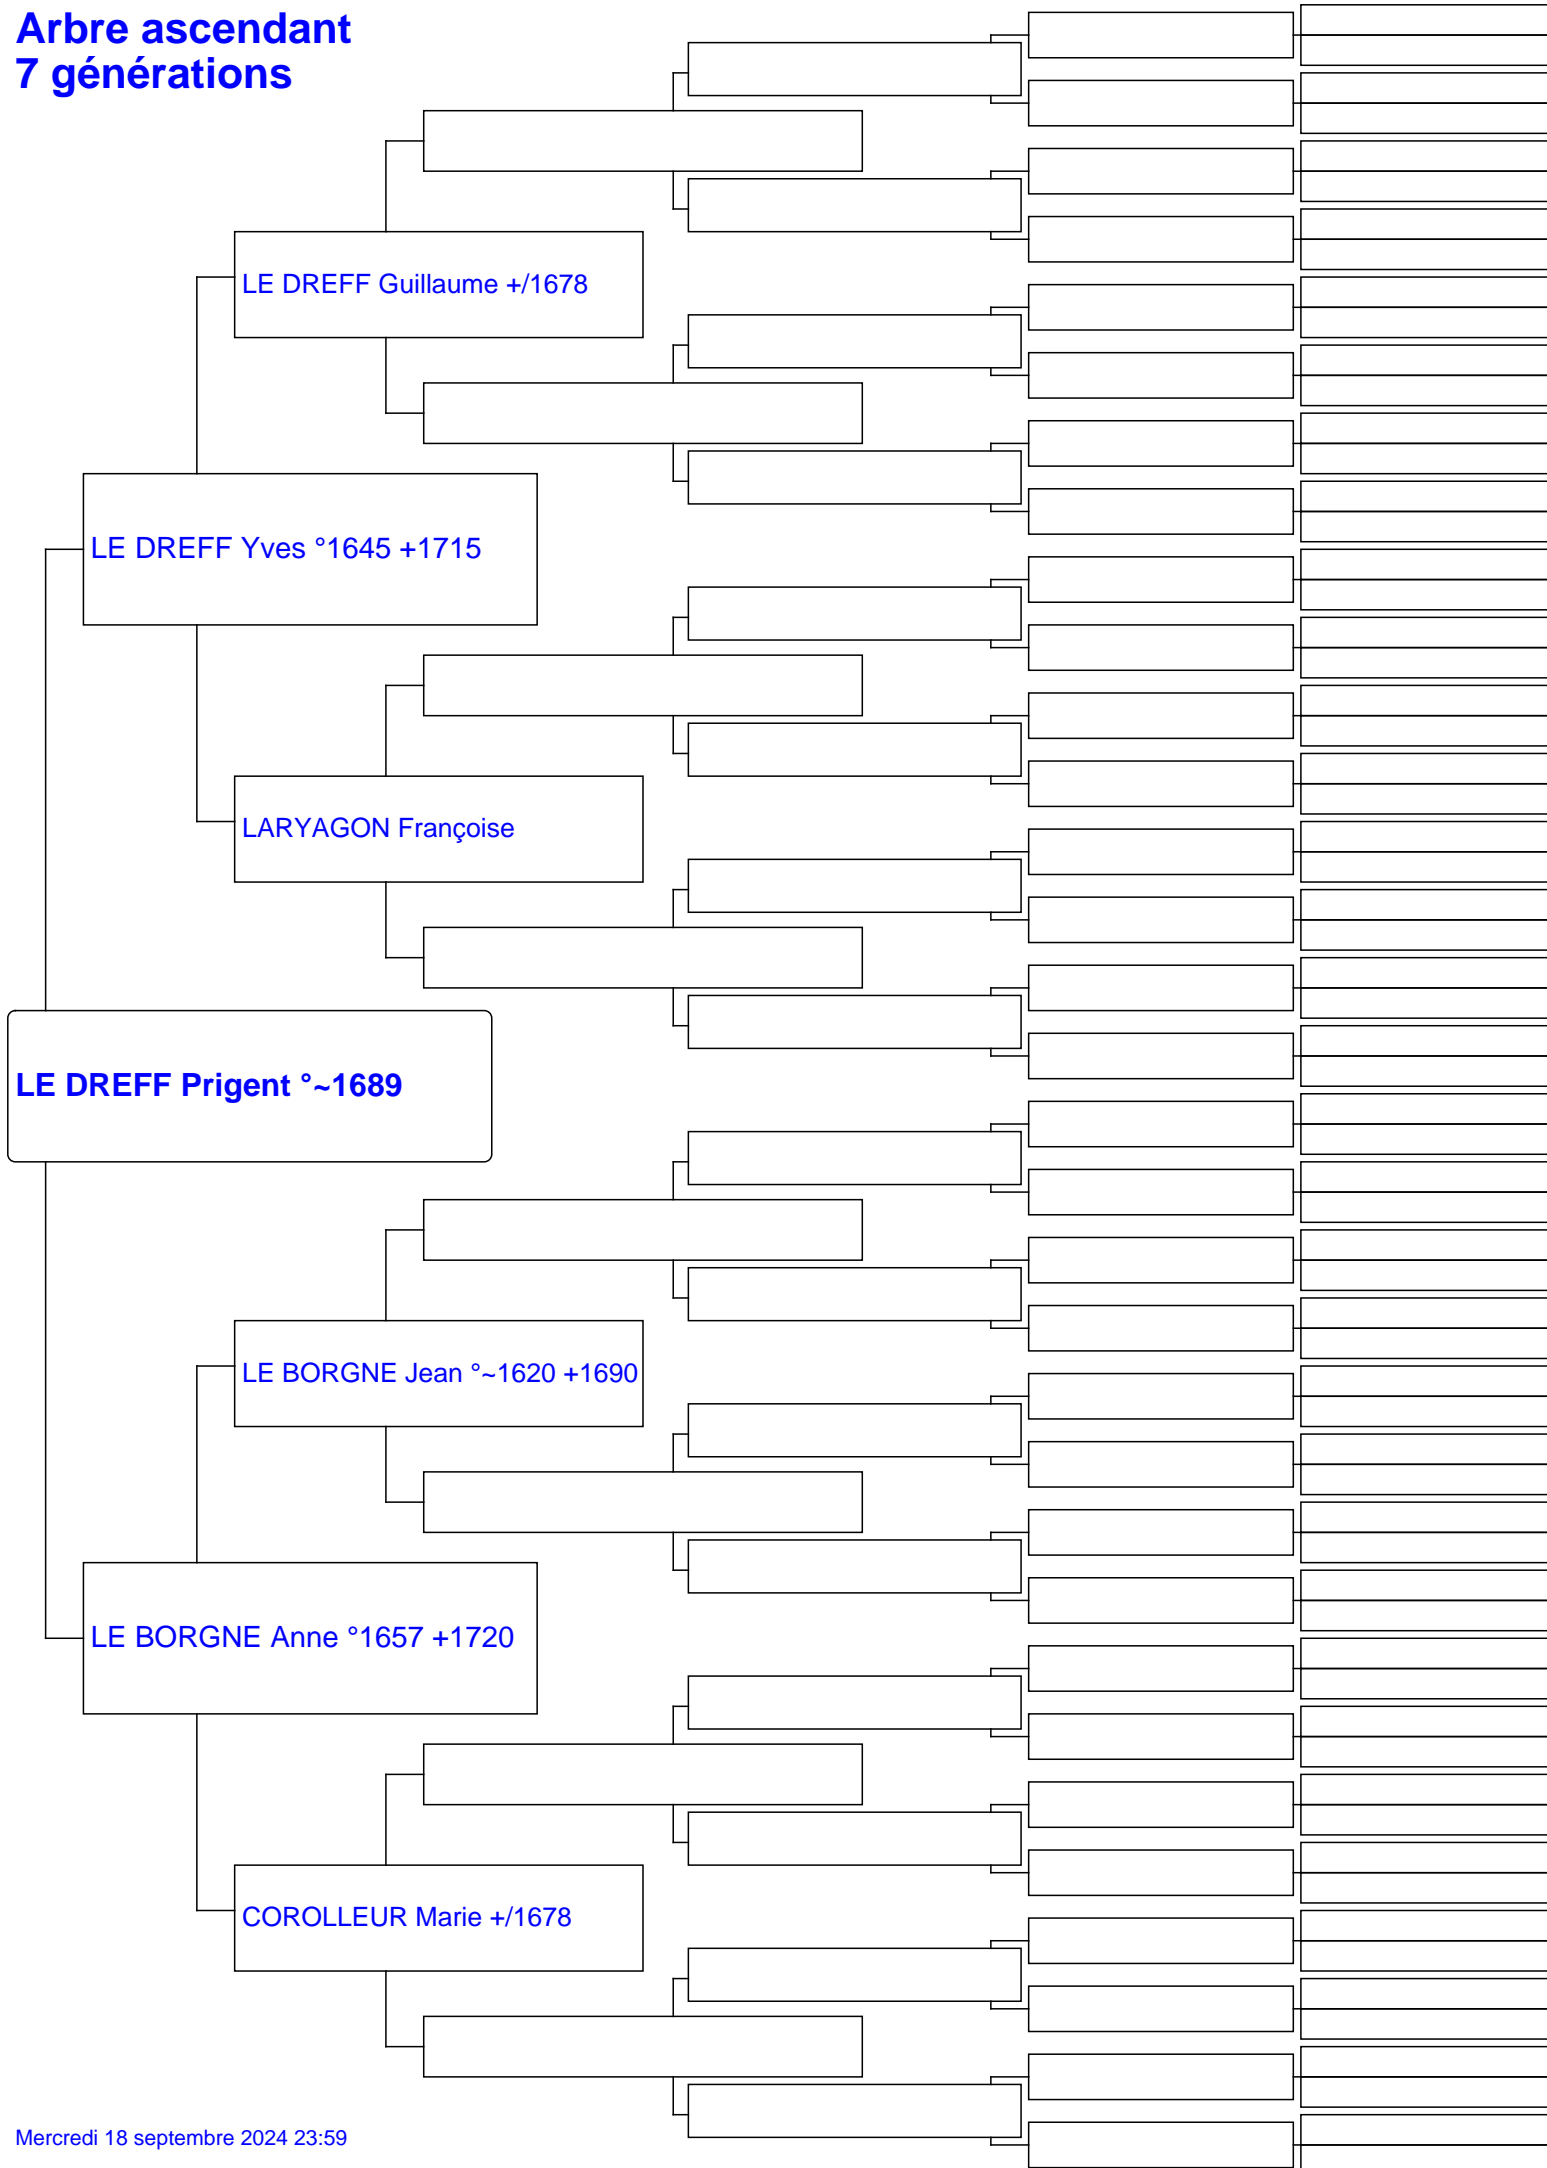 Arbre ascendant
7 générations
LE DREFF Guillaume +/1678
LE DREFF Yves °1645 +1715
LARYAGON Françoise
LE DREFF Prigent °~1689
LE BORGNE Jean °~1620 +1690
LE BORGNE Anne °1657 +1720
COROLLEUR Marie +/1678
Mercredi 18 septembre 2024 23:59